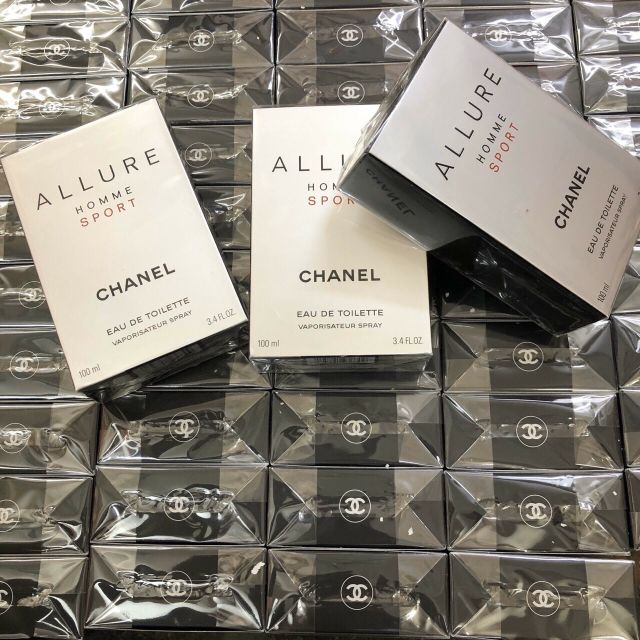 ALLURE
HOMME
SPORT
CHANEL
EAU DE TOILETTE
VAPORISATEUR SPRAY
100 ml
3.4 FL.OZ.
ALLURE
HOMME
SPORT
CHANEL
EAU DE TOILETTE
VAPORISATEUR SPRAY
100 ml
3.4 FL.OZ.
ALLURE
HOMME
SPORT
CHANEL
EAU DE TOILETTE
VAPORISATEUR SPRAY
100 ml
CHANEL